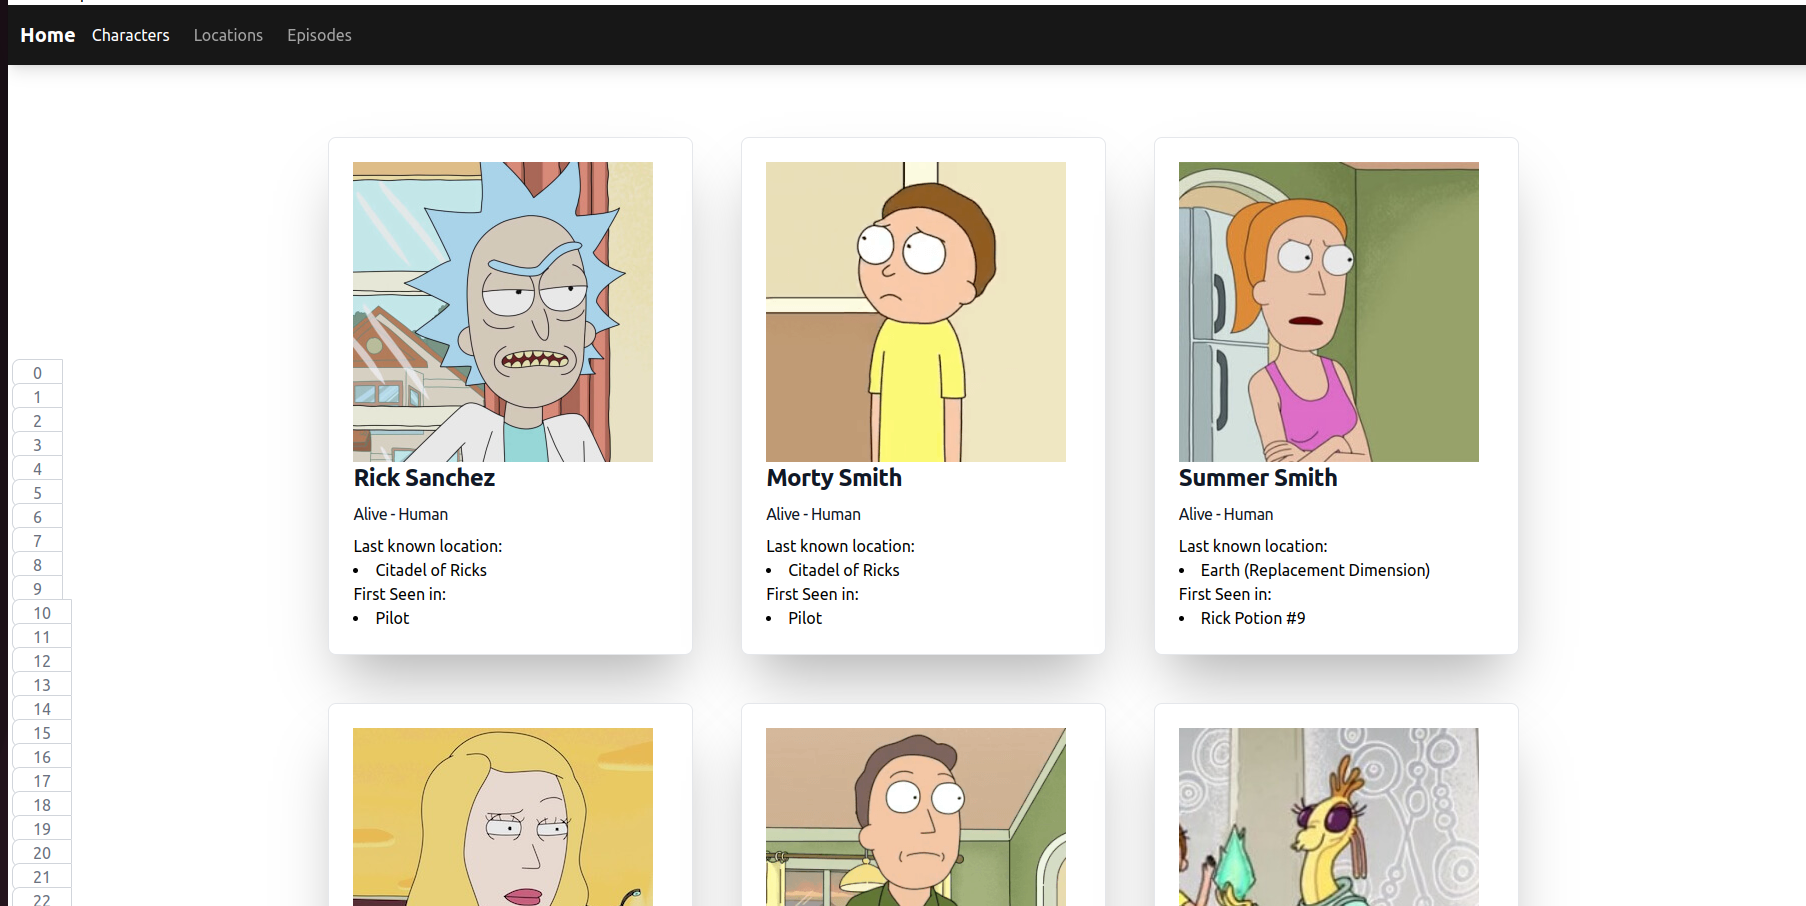 Home Characters Locations Episodes
0
1
2
3
4
5
6
7
8
9
10
11
12
13
14
15
16
17
18
19
20
21
22
Rick Sanchez
Alive - Human
Last known location:
• Citadel of Ricks
First Seen in:
• Pilot
Morty Smith
Alive - Human
Last known location:
• Citadel of Ricks
First Seen in:
• Pilot
Summer Smith
Alive - Human
Last known location:
• Earth (Replacement Dimension)
First Seen in:
• Rick Potion #9